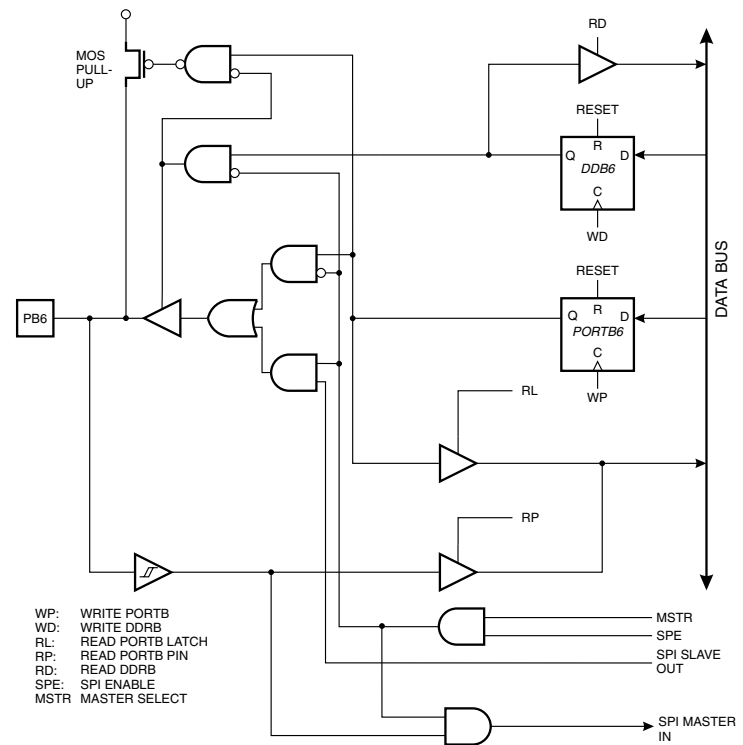 RD
MOS
PULL-
UP
RESET
R
Q
D
DDB6
C
WD
DATA BUS
RESET
R
Q
D
PB6
PORTB6
C
WP
RL
RP
WP: WRITE PORTB
WD: WRITE DDRB
RL: READ PORTB LATCH
RP: READ PORTB PIN
RD: READ DDRB
SPE: SPI ENABLE
MSTR MASTER SELECT
MSTR
SPE
SPI SLAVE
OUT
SPI MASTER
IN